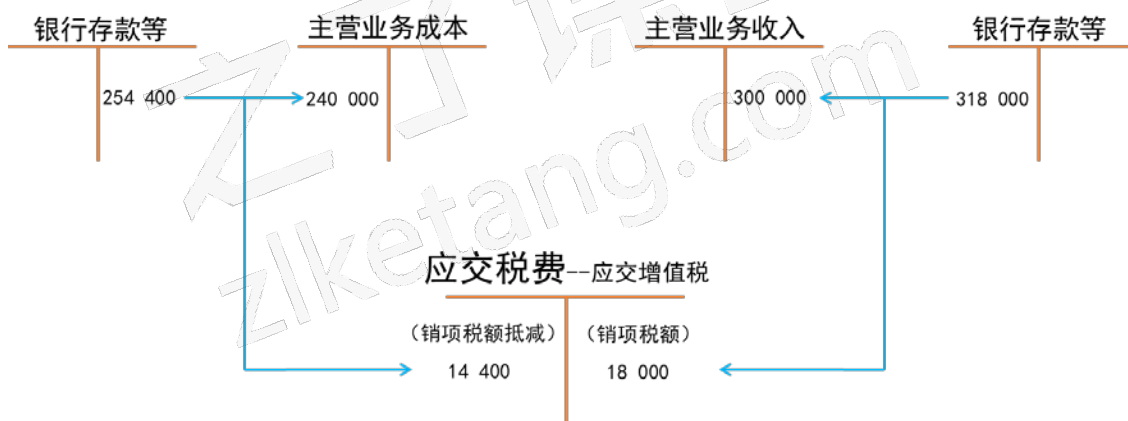 银行存款等 主营业务成本 主营业务收入 银行存款等
254 400 240 000 300 000 318 000
应交税费--应交增值税
(销项税额抵减) (销项税额)
14 400 18 000
zlketang.com